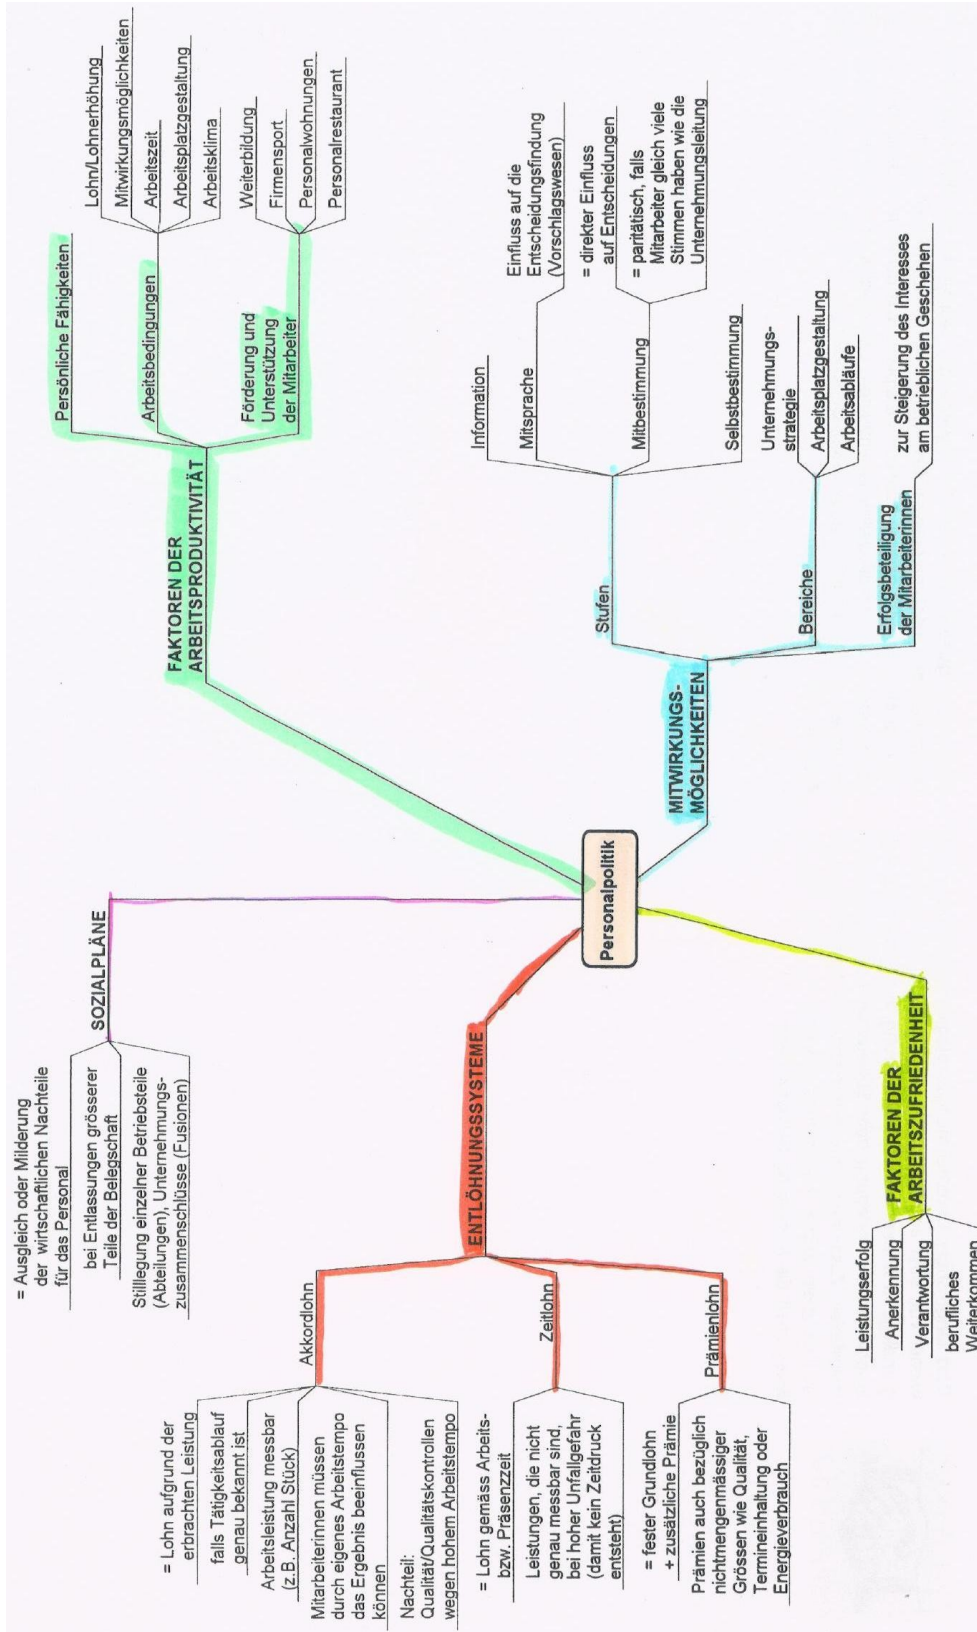 Personalpolitik
FAKTOREN DER
ARBEITSPRODUKTIVITÄT
Persönliche Fähigkeiten
Arbeitsbedingungen
Lohn/Lohnerhöhung
Mitwirkungsmöglichkeiten
Arbeitszeit
Arbeitsplatzgestaltung
Arbeitsklima
Förderung und
Unterstützung
der Mitarbeiter
Weiterbildung
Firmensport
Personalwohnungen
Personalrestaurant
MITWIRKUNGS-
MÖGLICHKEITEN
Stufen
Information
Mitsprache
Einfluss auf die
Entscheidungsfindung
(Vorschlagswesen)
Mitbestimmung
= direkter Einfluss
auf Entscheidungen
= paritätisch, falls
Mitarbeiter gleich viele
Stimmen haben wie die
Unternehmungsleitung
Selbstbestimmung
Bereiche
Unternehmungs-
strategie
Arbeitsplatzgestaltung
Arbeitsabläufe
Erfolgsbeteiligung
der Mitarbeiterinnen
zur Steigerung des Interesses
am betrieblichen Geschehen
SOZIALPLÄNE
= Ausgleich oder Milderung
der wirtschaftlichen Nachteile
für das Personal
bei Entlassungen grösserer
Teile der Belegschaft
Stilllegung einzelner Betriebsteile
(Abteilungen), Unternehmungs-
zusammenschlüsse (Fusionen)
ENTLÖHNUNGSSYSTEME
Akkordlohn
= Lohn aufgrund der
erbrachten Leistung
falls Tätigkeitsablauf
genau bekannt ist
Arbeitsleistung messbar
(z.B. Anzahl Stück)
Mitarbeiterinnen müssen
durch eigenes Arbeitstempo
das Ergebnis beeinflussen
können
Nachteil:
Qualität/Qualitätskontrollen
wegen hohem Arbeitstempo
Zeitlohn
= Lohn gemäss Arbeits-
bzw. Präsenzzeit
Leistungen, die nicht
genau messbar sind,
bei hoher Unfallgefahr
(damit kein Zeitdruck
entsteht)
Prämienlohn
= fester Grundlohn
+ zusätzliche Prämie
Prämien auch bezüglich
nichtmengenmässiger
Grössen wie Qualität,
Termineinhaltung oder
Energieverbrauch
FAKTOREN DER
ARBEITSZUFRIEDENHEIT
Leistungserfolg
Anerkennung
Verantwortung
berufliches
Weiterkommen